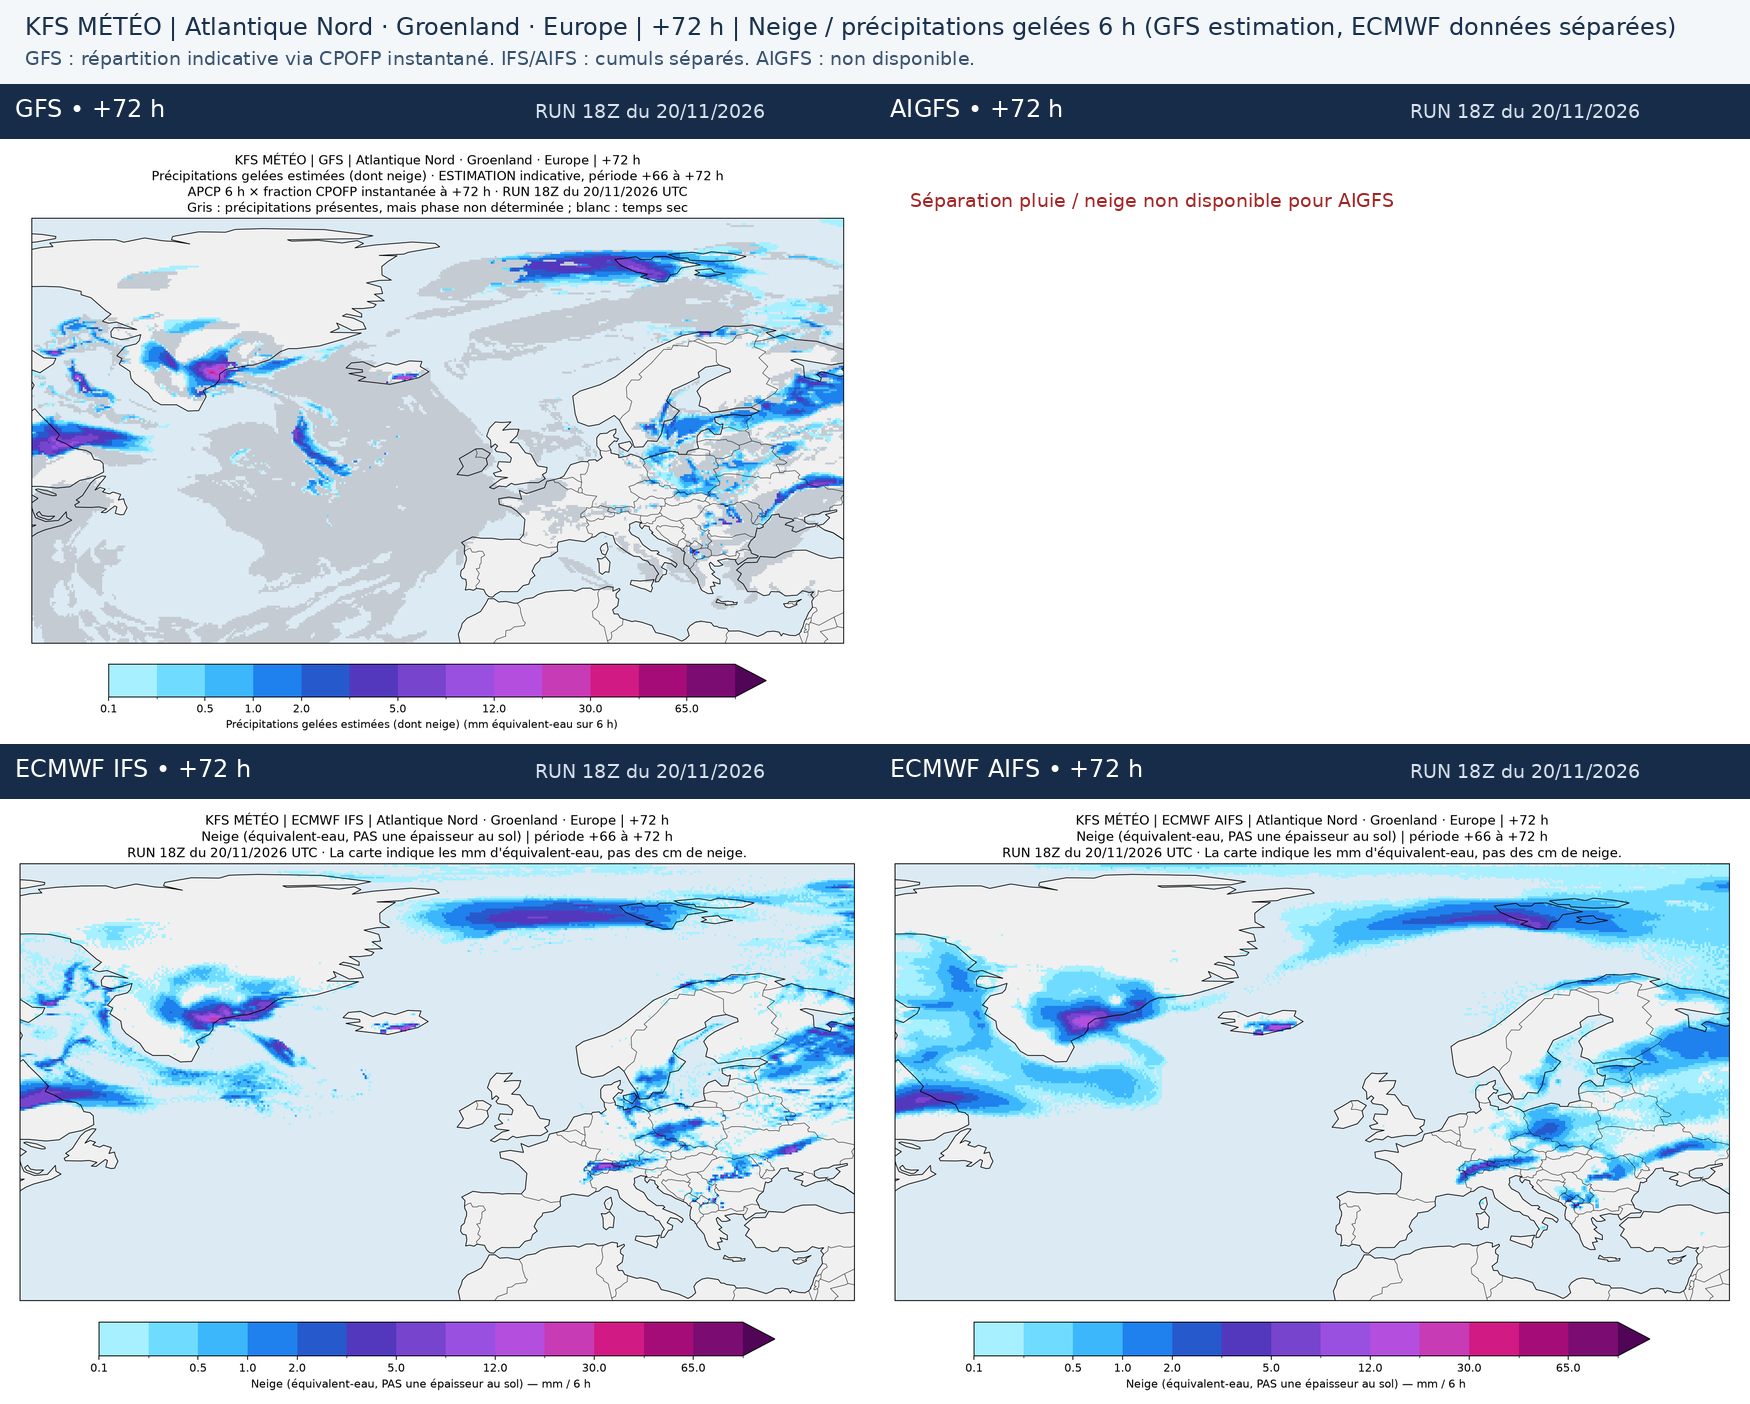 KFS MÉTÉO | Atlantique Nord · Groenland · Europe | +72 h | Neige / précipitations gelées 6 h (GFS estimation, ECMWF données séparées)
GFS : répartition indicative via CPOFP instantané. IFS/AIFS : cumuls séparés. AIGFS : non disponible.
GFS • +72 h RUN 18Z du 20/11/2026
AIGFS • +72 h RUN 18Z du 20/11/2026
KFS MÉTÉO | GFS | Atlantique Nord · Groenland · Europe | +72 h
Précipitations gelées estimées (dont neige) · ESTIMATION indicative, période +66 à +72 h
APCP 6 h × fraction CPOFP instantanée à +72 h · RUN 18Z du 20/11/2026 UTC
Gris : précipitations présentes, mais phase non déterminée ; blanc : temps sec
0.1 0.5 1.0 2.0 5.0 12.0 30.0 65.0
Précipitations gelées estimées (dont neige) (mm équivalent-eau sur 6 h)
Séparation pluie / neige non disponible pour AIGFS
ECMWF IFS • +72 h RUN 18Z du 20/11/2026
KFS MÉTÉO | ECMWF IFS | Atlantique Nord · Groenland · Europe | +72 h
Neige (équivalent-eau, PAS une épaisseur au sol) | période +66 à +72 h
RUN 18Z du 20/11/2026 UTC · La carte indique les mm d'équivalent-eau, pas des cm de neige.
0.1 0.5 1.0 2.0 5.0 12.0 30.0 65.0
Neige (équivalent-eau, PAS une épaisseur au sol) — mm / 6 h
ECMWF AIFS • +72 h RUN 18Z du 20/11/2026
KFS MÉTÉO | ECMWF AIFS | Atlantique Nord · Groenland · Europe | +72 h
Neige (équivalent-eau, PAS une épaisseur au sol) | période +66 à +72 h
RUN 18Z du 20/11/2026 UTC · La carte indique les mm d'équivalent-eau, pas des cm de neige.
0.1 0.5 1.0 2.0 5.0 12.0 30.0 65.0
Neige (équivalent-eau, PAS une épaisseur au sol) — mm / 6 h